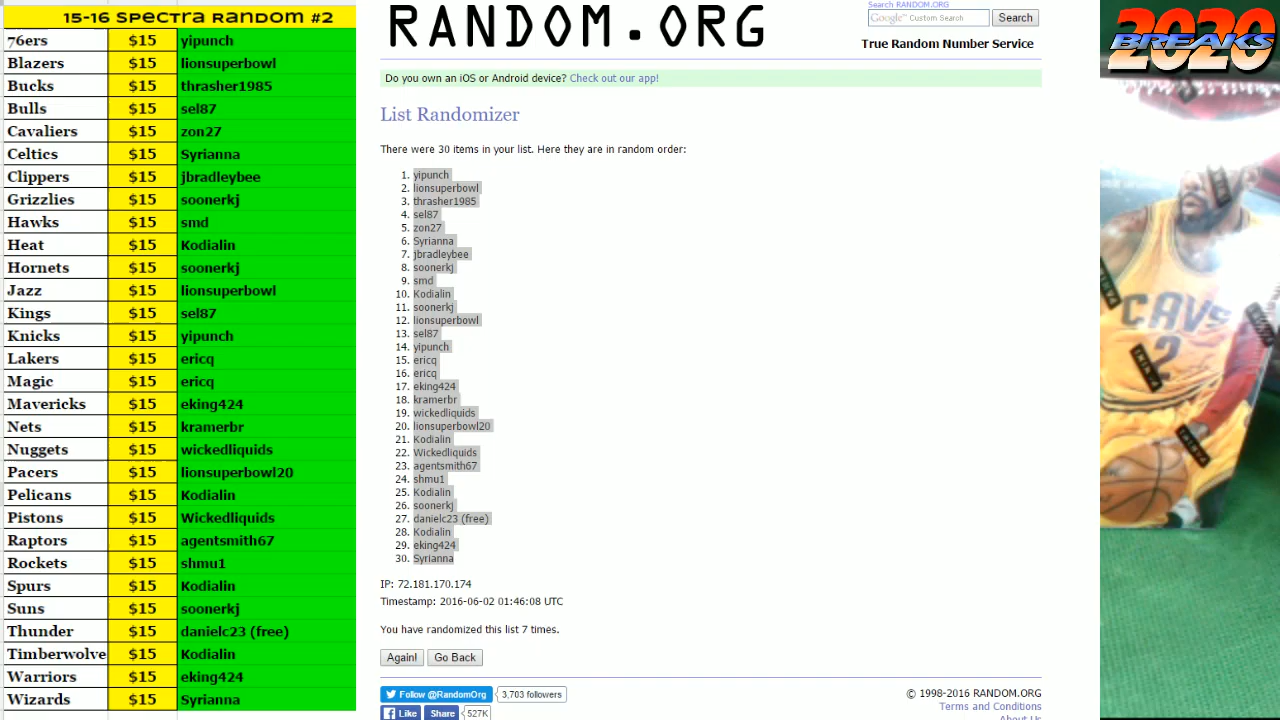 15-16 Spectra Random #2
76ers $15 yipunch
Blazers $15 lionsuperbowl
Bucks $15 thrasher1985
Bulls $15 sel87
Cavaliers $15 zon27
Celtics $15 Syrianna
Clippers $15 jbradleybee
Grizzlies $15 soonerkj
Hawks $15 smd
Heat $15 Kodialin
Hornets $15 soonerkj
Jazz $15 lionsuperbowl
Kings $15 sel87
Knicks $15 yipunch
Lakers $15 ericq
Magic $15 ericq
Mavericks $15 eking424
Nets $15 kramerbr
Nuggets $15 wickedliquids
Pacers $15 lionsuperbowl20
Pelicans $15 Kodialin
Pistons $15 Wickedliquids
Raptors $15 agentsmith67
Rockets $15 shmu1
Spurs $15 Kodialin
Suns $15 soonerkj
Thunder $15 danielc23 (free)
Timberwolve $15 Kodialin
Warriors $15 eking424
Wizards $15 Syrianna
RANDOM.ORG
Search RANDOM.ORG
Google™ Custom Search Search
True Random Number Service
Do you own an iOS or Android device? Check out our app!
List Randomizer
There were 30 items in your list. Here they are in random order:
1. yipunch
2. lionsuperbowl
3. thrasher1985
4. sel87
5. zon27
6. Syrianna
7. jbradleybee
8. soonerkj
9. smd
10. Kodialin
11. soonerkj
12. lionsuperbowl
13. sel87
14. yipunch
15. ericq
16. ericq
17. eking424
18. kramerbr
19. wickedliquids
20. lionsuperbowl20
21. Kodialin
22. Wickedliquids
23. agentsmith67
24. shmu1
25. Kodialin
26. soonerkj
27. danielc23 (free)
28. Kodialin
29. eking424
30. Syrianna
IP: 72.181.170.174
Timestamp: 2016-06-02 01:46:08 UTC
You have randomized this list 7 times.
Again! Go Back
Follow @RandomOrg 3,703 followers
Like Share 527K
© 1998-2016 RANDOM.ORG
Terms and Conditions
About Us
2020
BREAKS
CAVS
2
PANINI